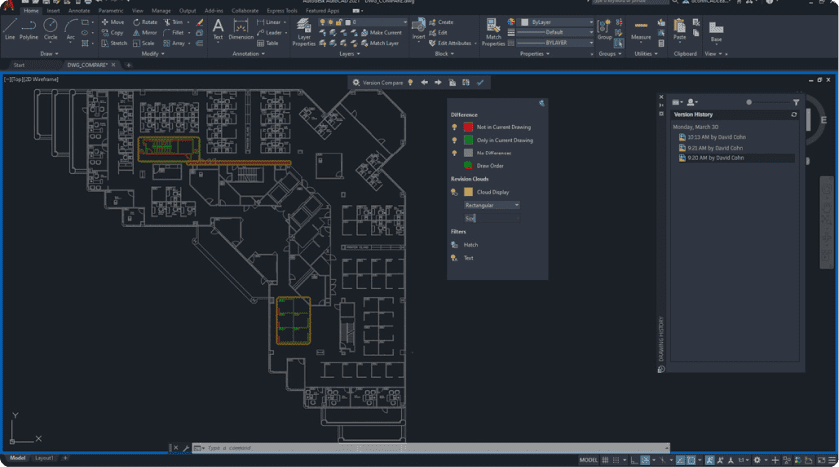 Autodesk AutoCAD 2021 DWG_COMPARE.dwg
Home Insert Annotate Parametric View Manage Output Add-ins Collaborate Express Tools Featured Apps
Line Polyline Circle Arc
Move Rotate Trim
Copy Mirror Fillet
Stretch Scale Array
Text Dimension
Linear
Leader
Table
Layer Properties
0
Make Current
Match Layer
Insert
Create
Edit
Edit Attributes
Match Properties
ByLayer
Default
BYLAYER
Group
Measure
Paste
Base
Draw Modify Annotation Layers Block Properties Groups Utilities Clipboard View
Start DWG_COMPARE*
[−][Top][2D Wireframe]
Version Compare
Difference
Not in Current Drawing
Only in Current Drawing
No Differences
Draw Order
Revision Clouds
Cloud Display
Rectangular
Filters
Hatch
Text
Version History
Monday, March 30
10:13 AM by David Cohn
9:21 AM by David Cohn
9:20 AM by David Cohn
DRAWING HISTORY
E
Y
X
Type a command
Model Layout1 +
MODEL